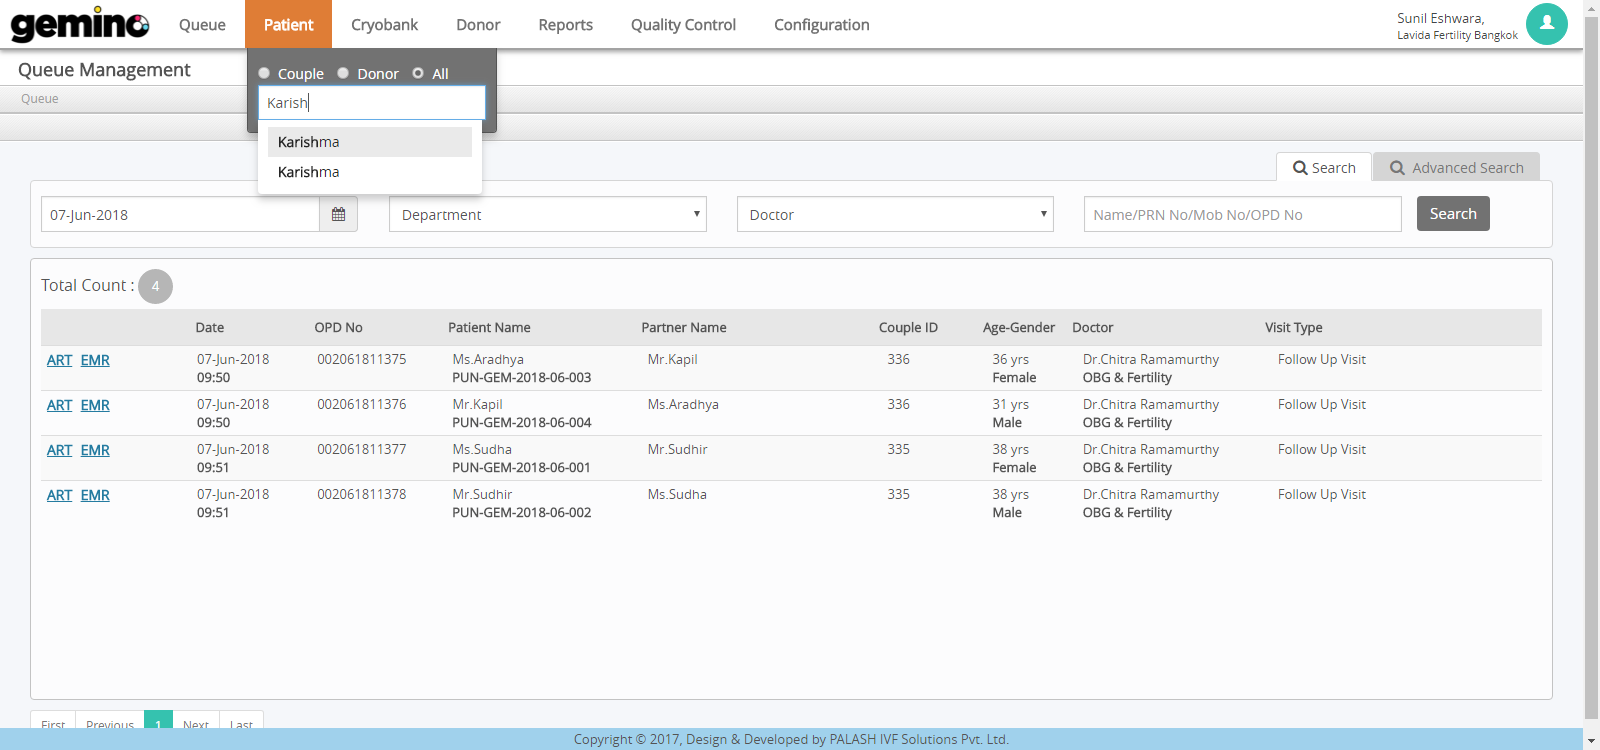 gemino
Queue Patient Cryobank Donor Reports Quality Control Configuration
Sunil Eshwara,
Lavida Fertility Bangkok
Queue Management
Couple Donor All
Queue
Karish
Karishma
Karishma
Search Advanced Search
07-Jun-2018 Department Doctor Name/PRN No/Mob No/OPD No Search
Total Count : 4
Date OPD No Patient Name Partner Name Couple ID Age-Gender Doctor Visit Type
ART EMR 07-Jun-2018 002061811375 Ms.Aradhya Mr.Kapil 336 36 yrs Dr.Chitra Ramamurthy Follow Up Visit
09:50 PUN-GEM-2018-06-003 Female OBG & Fertility
ART EMR 07-Jun-2018 002061811376 Mr.Kapil Ms.Aradhya 336 31 yrs Dr.Chitra Ramamurthy Follow Up Visit
09:50 PUN-GEM-2018-06-004 Male OBG & Fertility
ART EMR 07-Jun-2018 002061811377 Ms.Sudha Mr.Sudhir 335 38 yrs Dr.Chitra Ramamurthy Follow Up Visit
09:51 PUN-GEM-2018-06-001 Female OBG & Fertility
ART EMR 07-Jun-2018 002061811378 Mr.Sudhir Ms.Sudha 335 38 yrs Dr.Chitra Ramamurthy Follow Up Visit
09:51 PUN-GEM-2018-06-002 Male OBG & Fertility
First Previous 1 Next Last
Copyright © 2017, Design & Developed by PALASH IVF Solutions Pvt. Ltd.